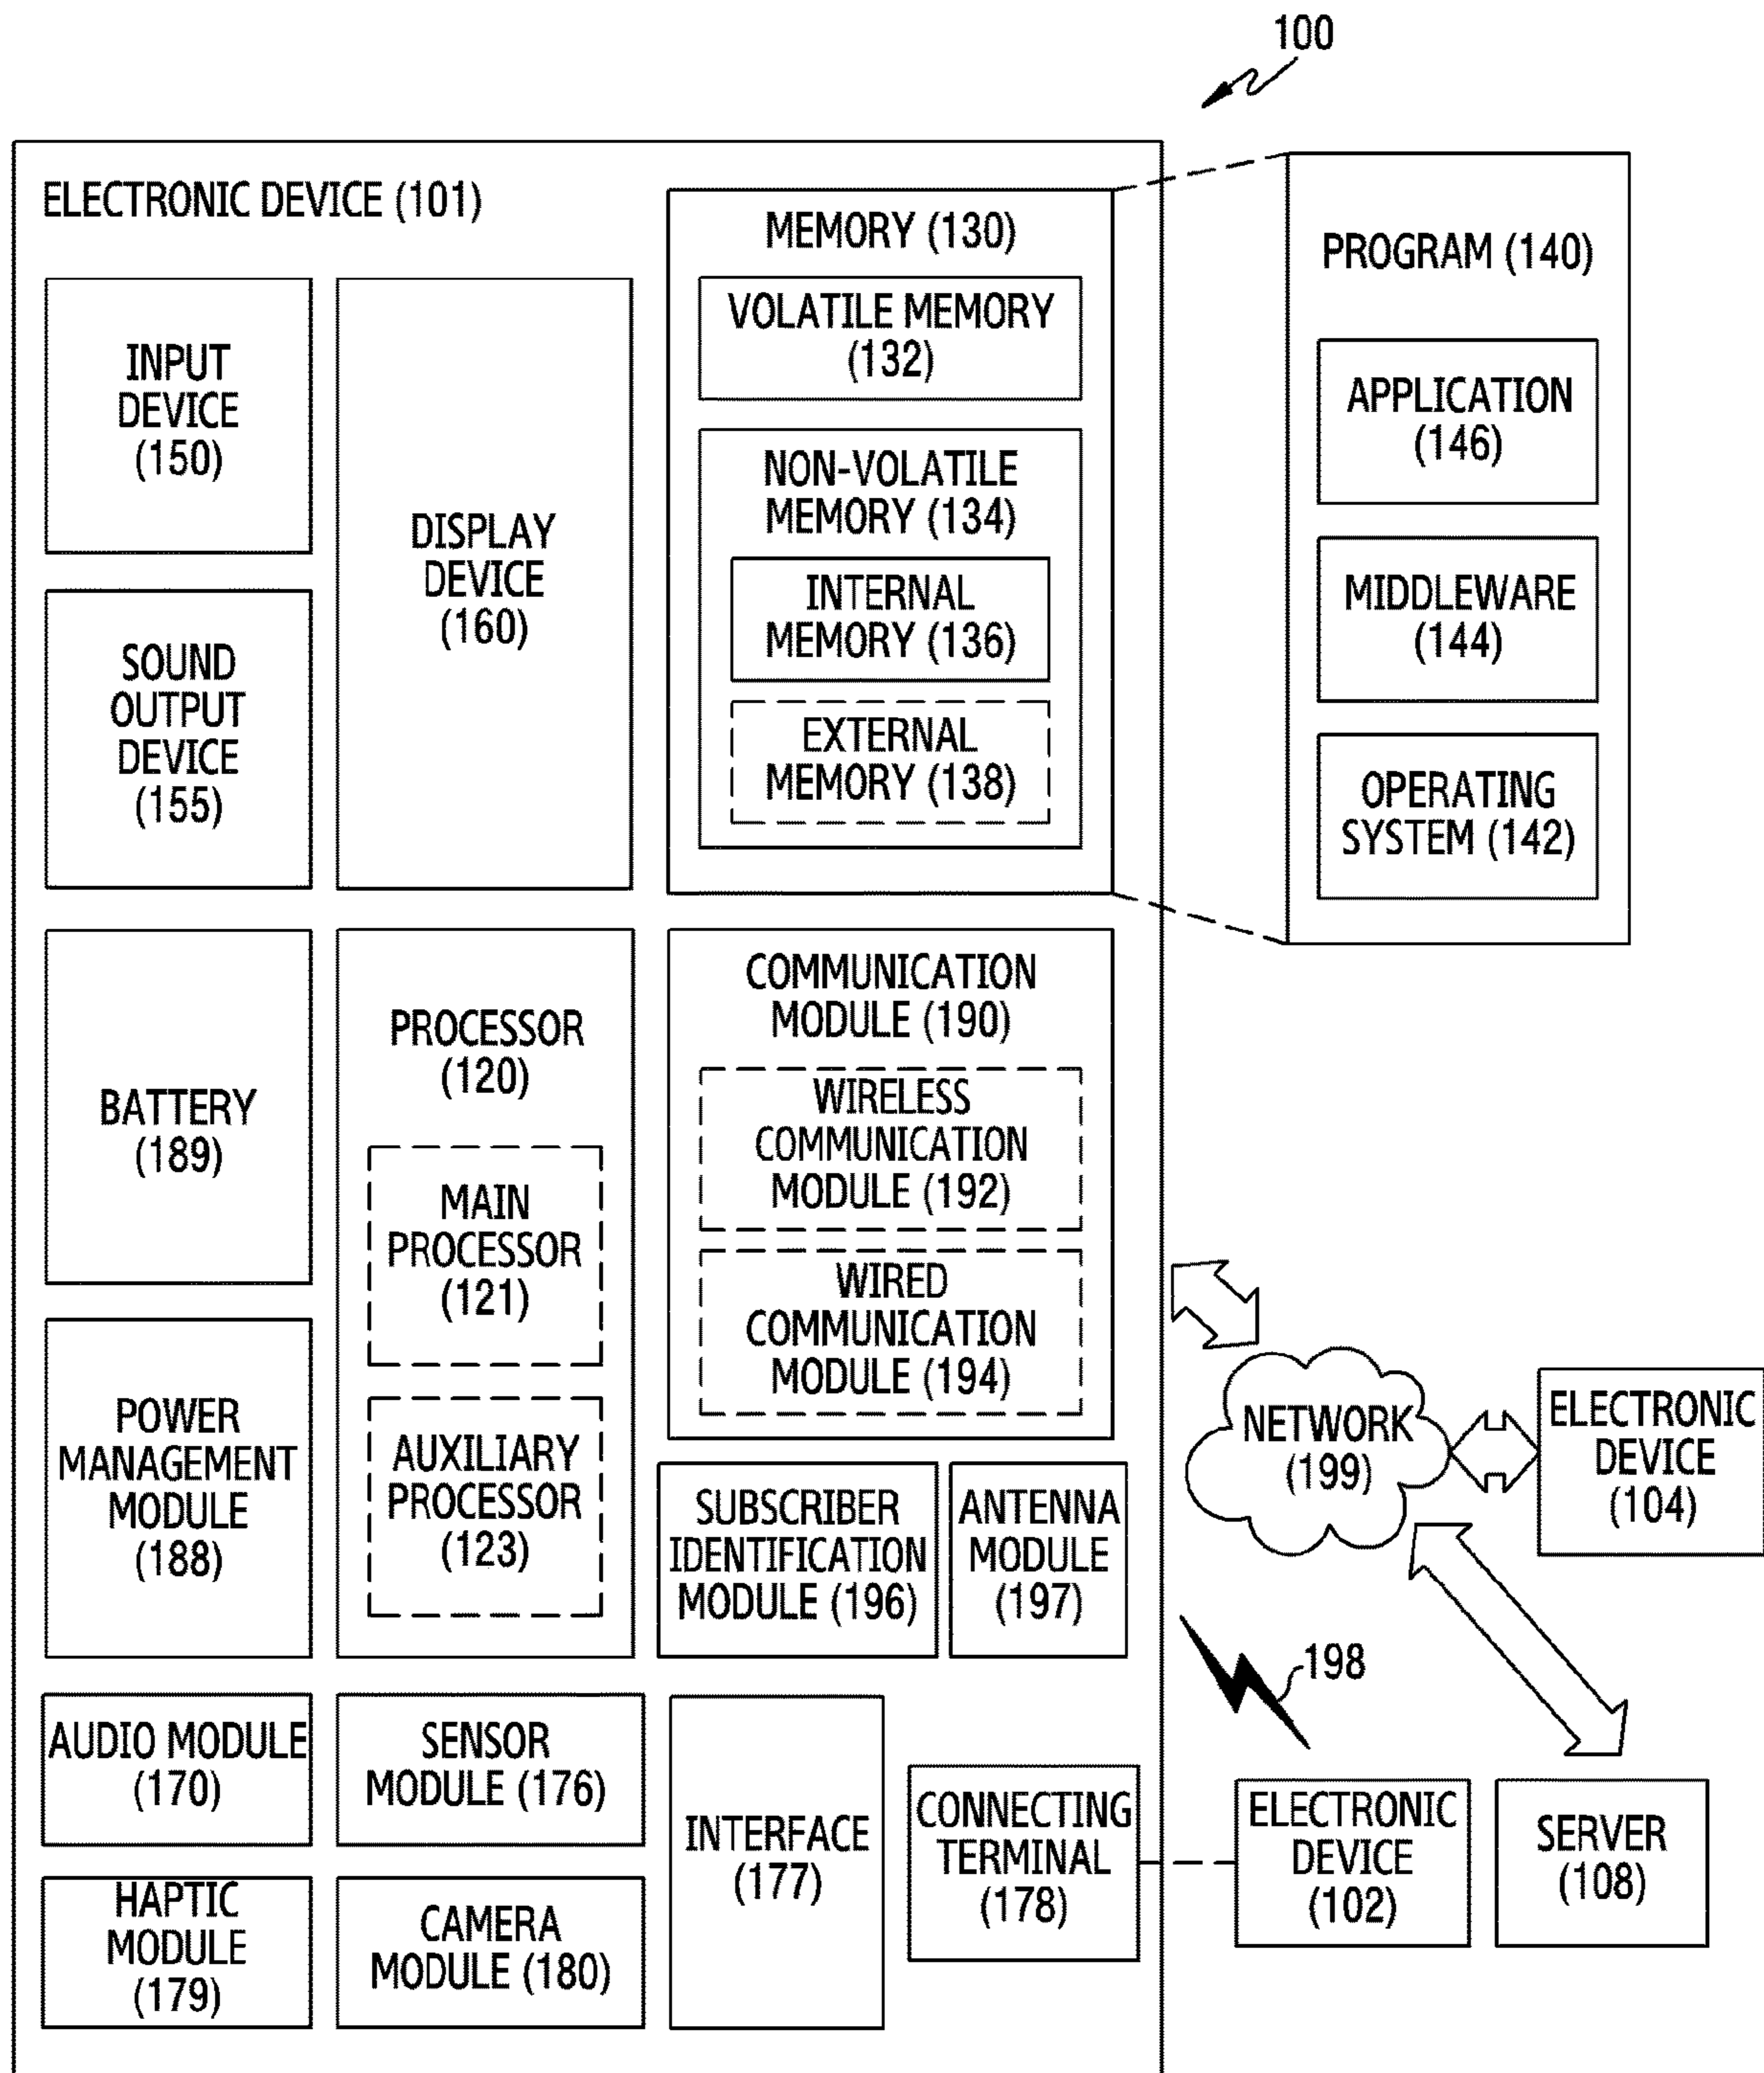 100
ELECTRONIC DEVICE (101)
INPUT
DEVICE
(150)
SOUND
OUTPUT
DEVICE
(155)
DISPLAY
DEVICE
(160)
MEMORY (130)
VOLATILE MEMORY
(132)
NON-VOLATILE
MEMORY (134)
INTERNAL
MEMORY (136)
EXTERNAL
MEMORY (138)
PROGRAM (140)
APPLICATION
(146)
MIDDLEWARE
(144)
OPERATING
SYSTEM (142)
BATTERY
(189)
POWER
MANAGEMENT
MODULE
(188)
PROCESSOR
(120)
MAIN
PROCESSOR
(121)
AUXILIARY
PROCESSOR
(123)
COMMUNICATION
MODULE (190)
WIRELESS
COMMUNICATION
MODULE (192)
WIRED
COMMUNICATION
MODULE (194)
SUBSCRIBER
IDENTIFICATION
MODULE (196)
ANTENNA
MODULE
(197)
NETWORK
(199)
ELECTRONIC
DEVICE
(104)
198
AUDIO MODULE
(170)
SENSOR
MODULE (176)
HAPTIC
MODULE
(179)
CAMERA
MODULE (180)
INTERFACE
(177)
CONNECTING
TERMINAL
(178)
ELECTRONIC
DEVICE
(102)
SERVER
(108)